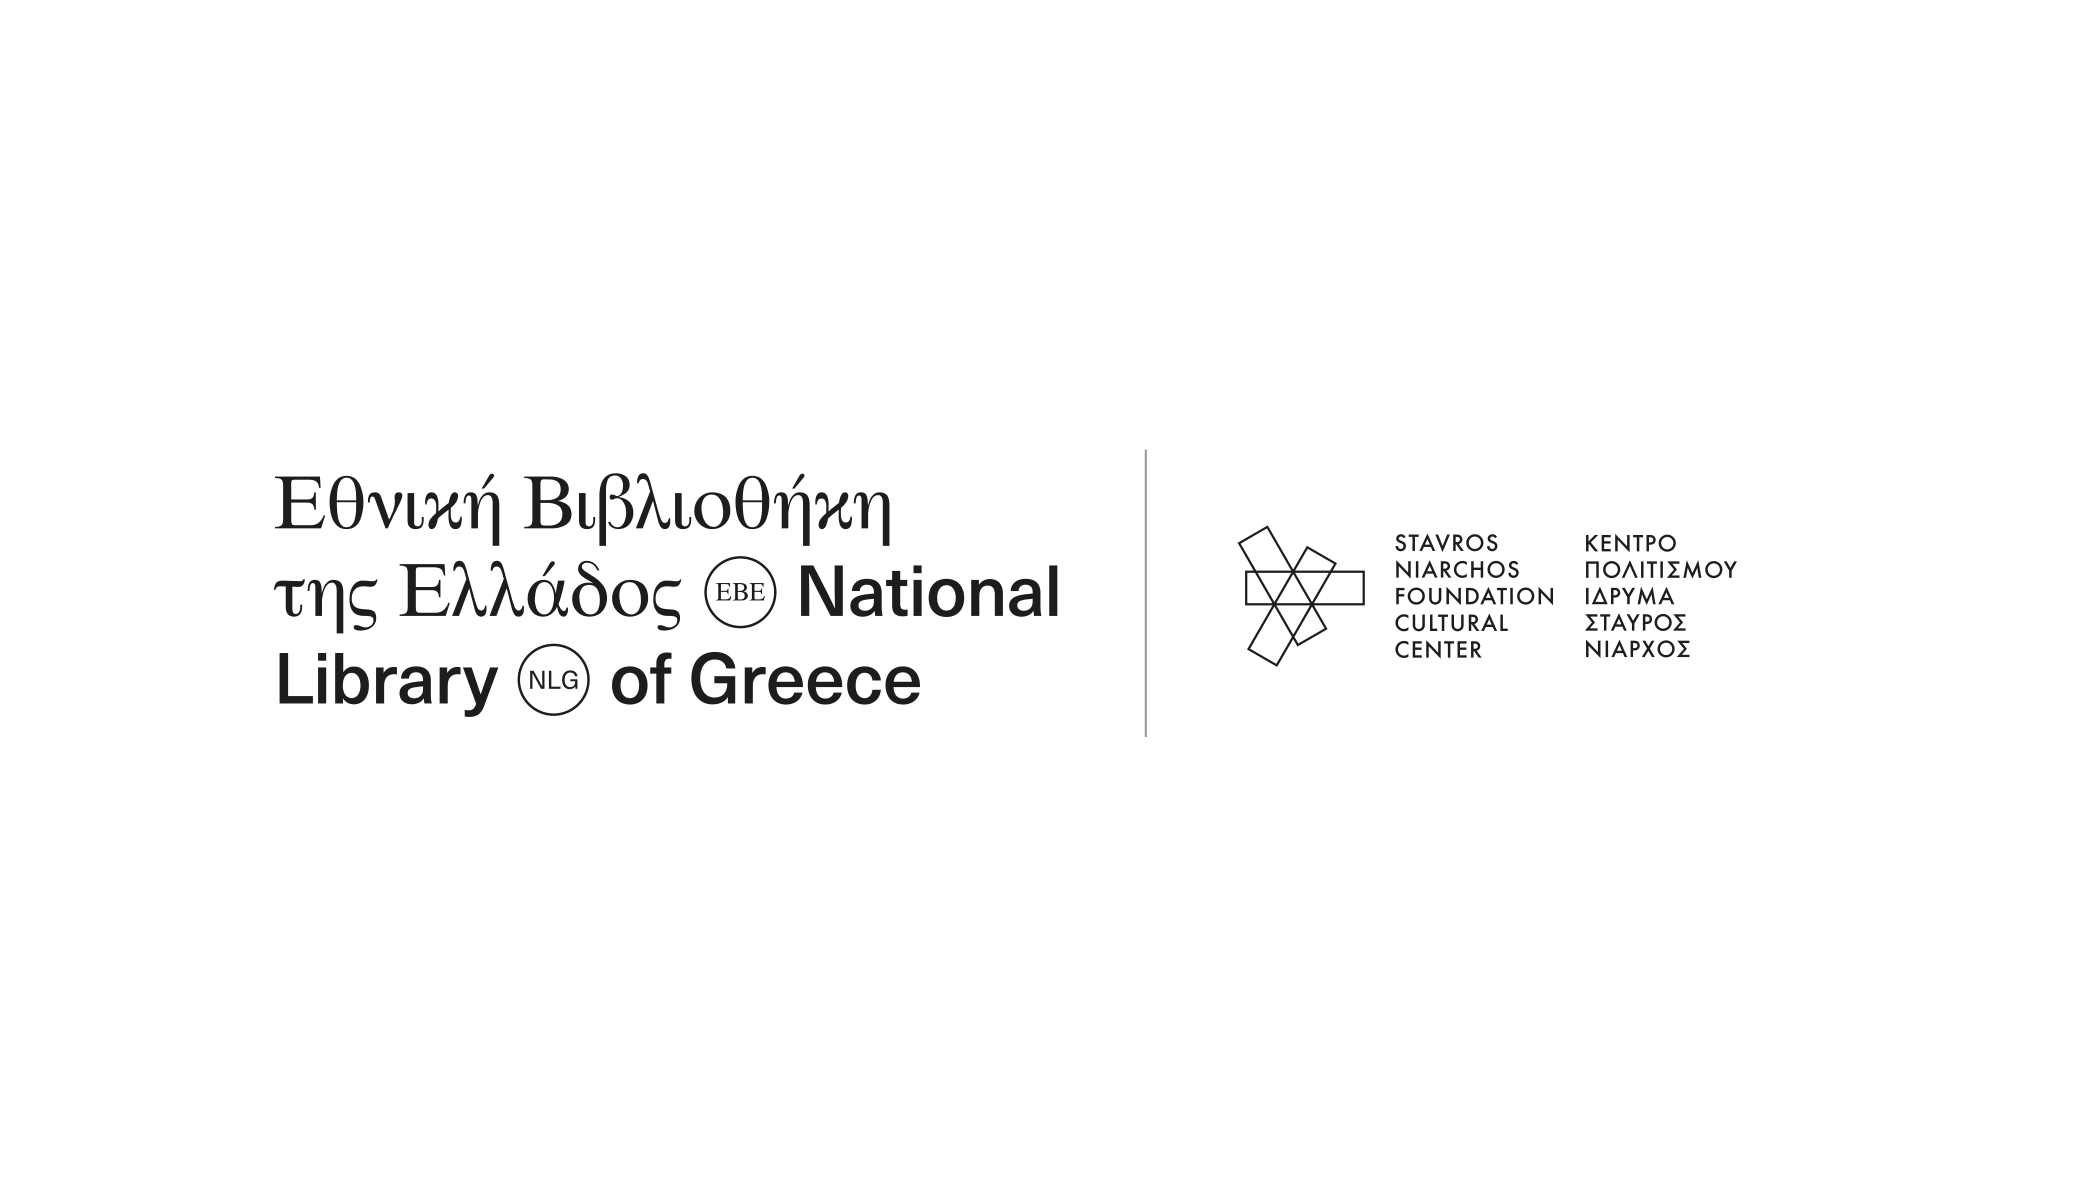 Εθνική Βιβλιοθήκη
της Ελλάδος ΕΒΕ National
Library NLG of Greece
STAVROS
NIARCHOS
FOUNDATION
CULTURAL
CENTER
ΚΕΝΤΡΟ
ΠΟΛΙΤΙΣΜΟΥ
ΙΔΡΥΜΑ
ΣΤΑΥΡΟΣ
ΝΙΑΡΧΟΣ